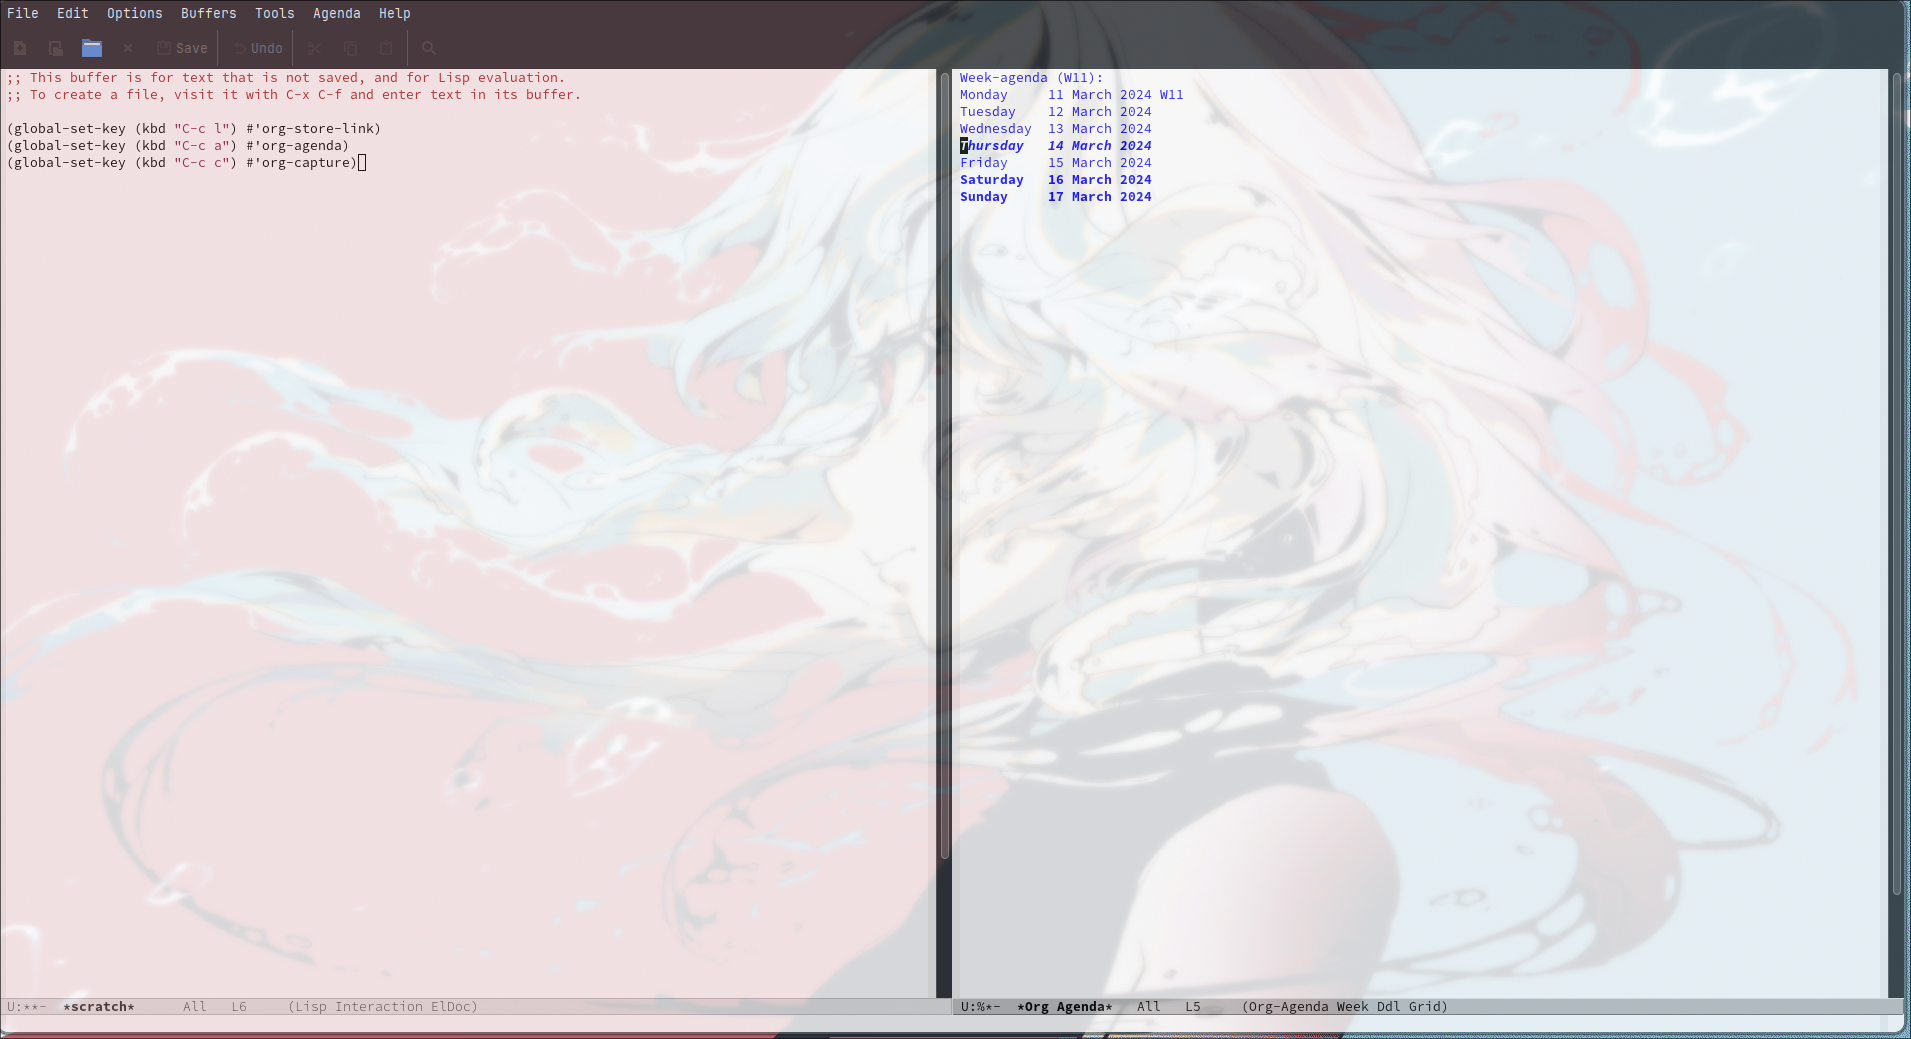 File Edit Options Buffers Tools Agenda Help
Save Undo
;; This buffer is for text that is not saved, and for Lisp evaluation.
;; To create a file, visit it with C-x C-f and enter text in its buffer.
(global-set-key (kbd "C-c l") #'org-store-link)
(global-set-key (kbd "C-c a") #'org-agenda)
(global-set-key (kbd "C-c c") #'org-capture)
U:**-  *scratch*      All   L6     (Lisp Interaction ElDoc)
Week-agenda (W11):
Monday     11 March 2024 W11
Tuesday    12 March 2024
Wednesday  13 March 2024
Thursday   14 March 2024
Friday     15 March 2024
Saturday   16 March 2024
Sunday     17 March 2024
U:%*-  *Org Agenda*   All   L5     (Org-Agenda Week Ddl Grid)